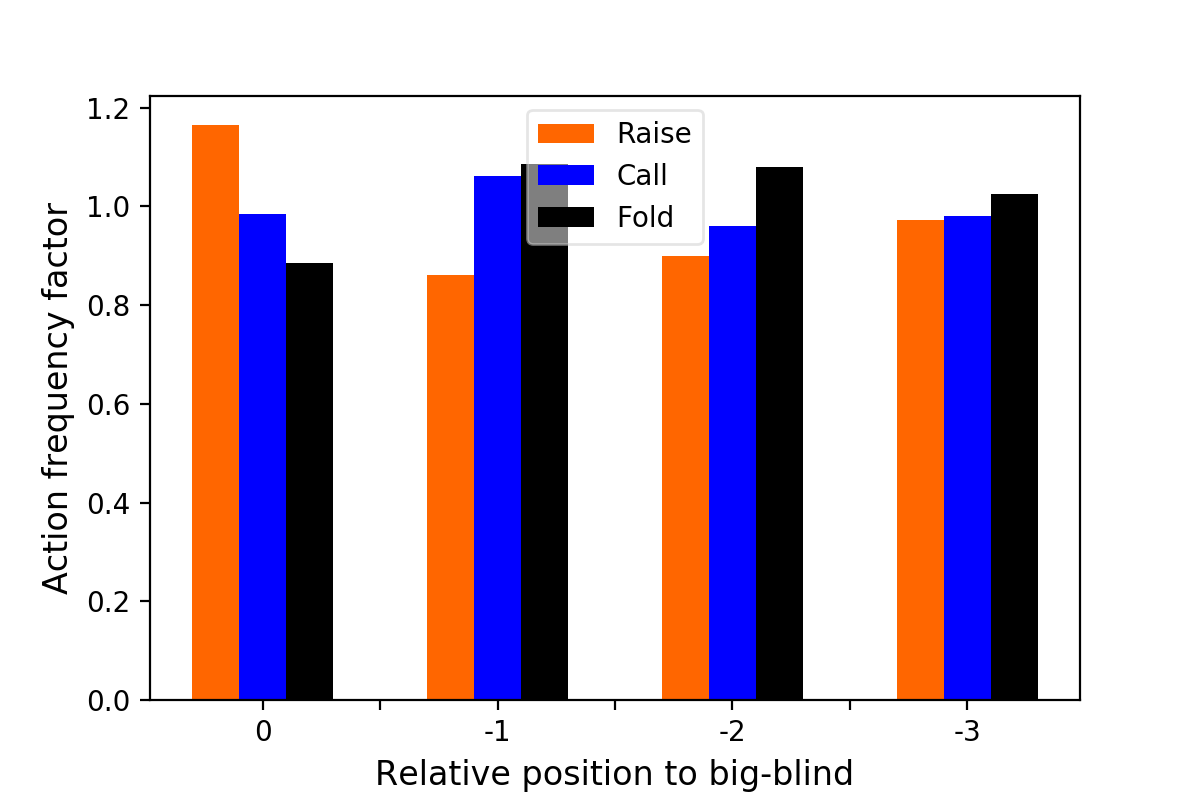 1.2
1.0
0.8
0.6
0.4
0.2
0.0
Action frequency factor
Raise
Call
Fold
0 -1 -2 -3
Relative position to big-blind